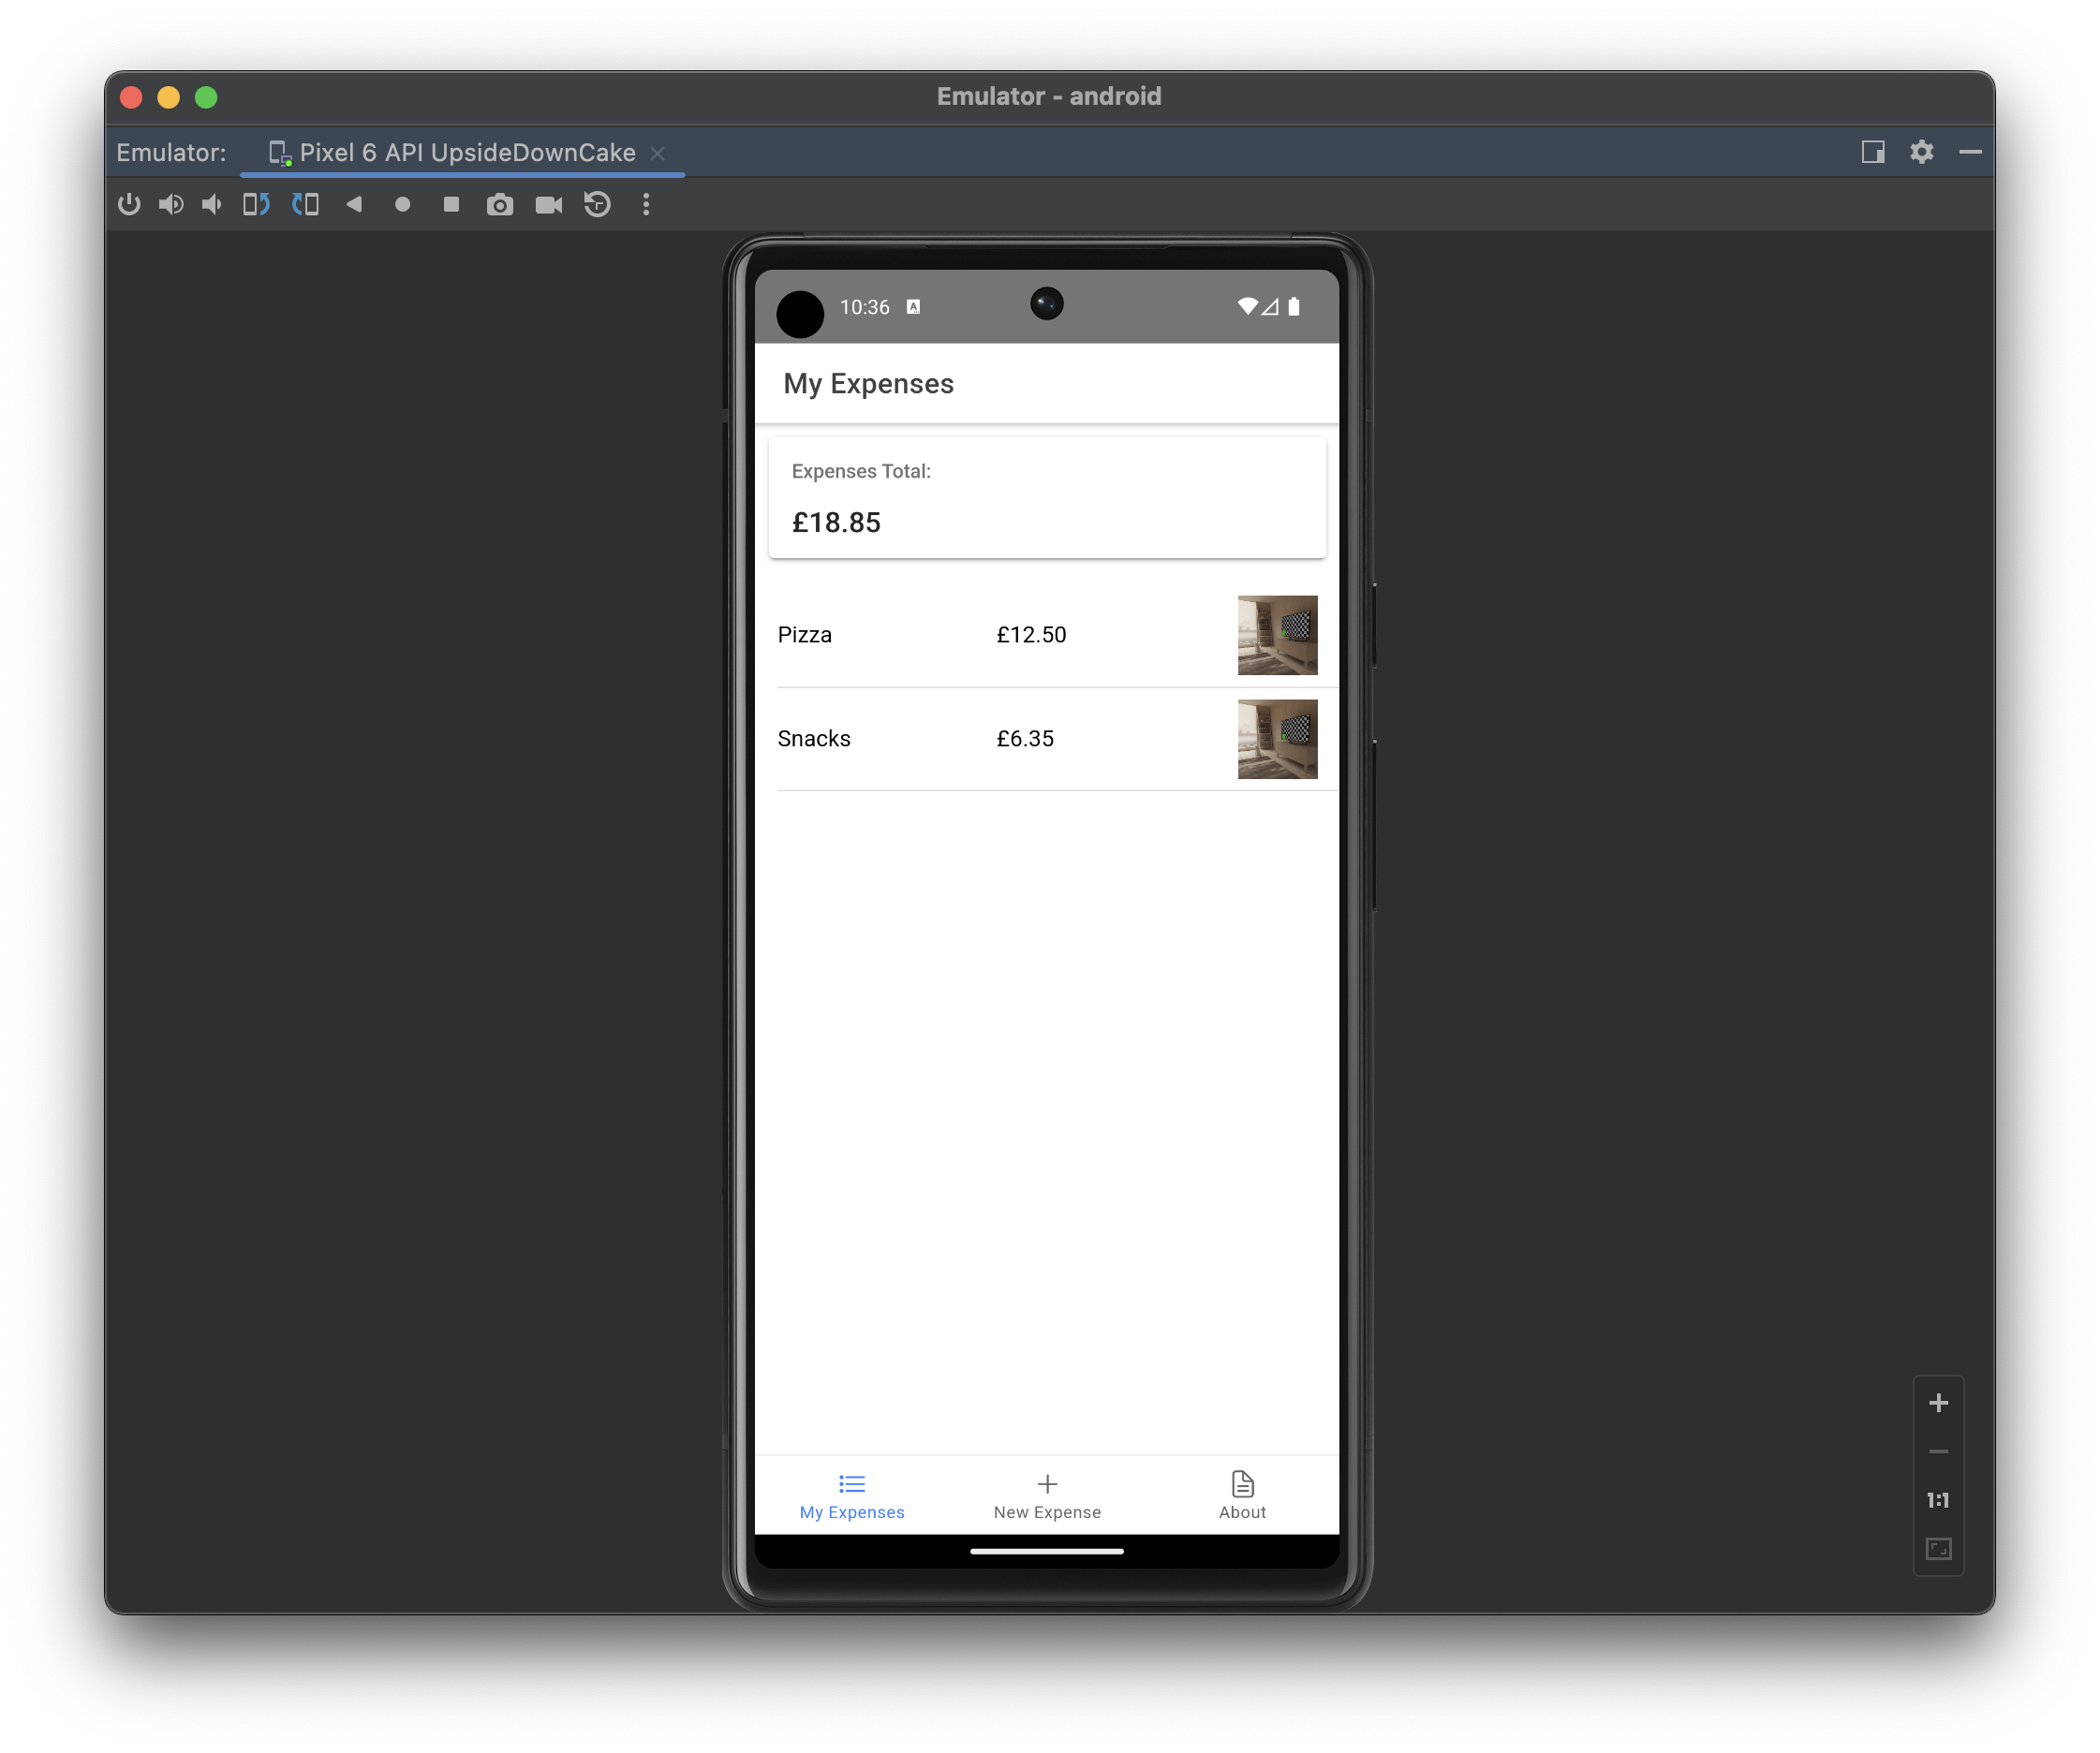 Emulator - android
Emulator: Pixel 6 API UpsideDownCake
10:36 A
My Expenses
Expenses Total:
£18.85
Pizza £12.50
Snacks £6.35
My Expenses New Expense About
1:1